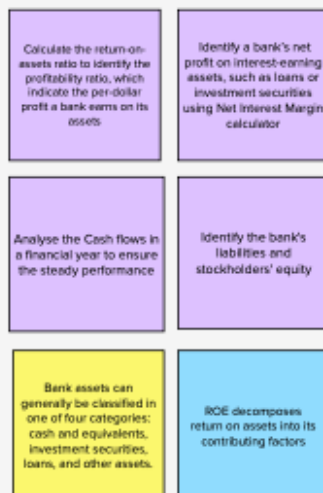 Calculate the return-on-
assets ratio to identify the
profitability ratio, which
indicate the per-dollar
profit a bank earns on its
assets
Identify a bank's net
profit on interest-earning
assets, such as loans or
investment securities
using Net Interest Margin
calculator
Analyse the Cash flows in
a financial year to ensure
the steady performance
Identify the bank's
liabilities and
stockholders' equity
Bank assets can
generally be classified in
one of four categories:
cash and equivalents,
investment securities,
loans, and other assets.
ROE decomposes
return on assets into its
contributing factors